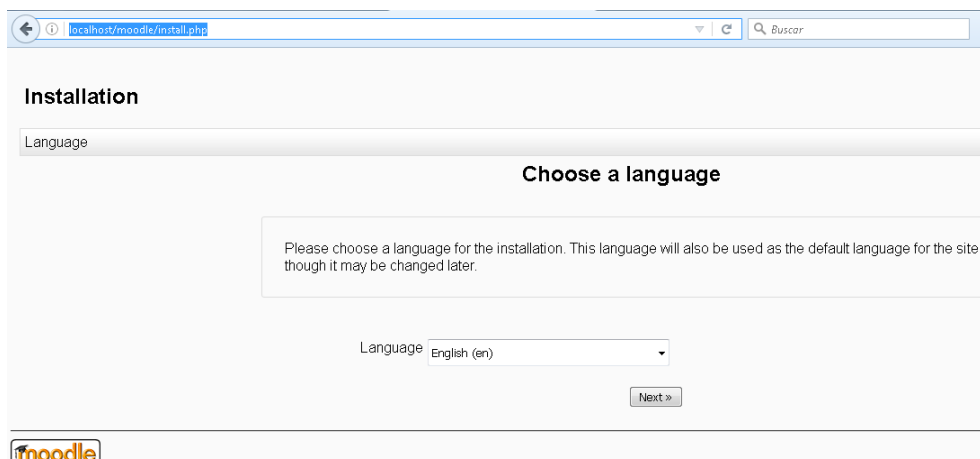 localhost/moodle/install.php
Buscar
Installation
Language
Choose a language
Please choose a language for the installation. This language will also be used as the default language for the site
though it may be changed later.
Language English (en)
Next »
moodle